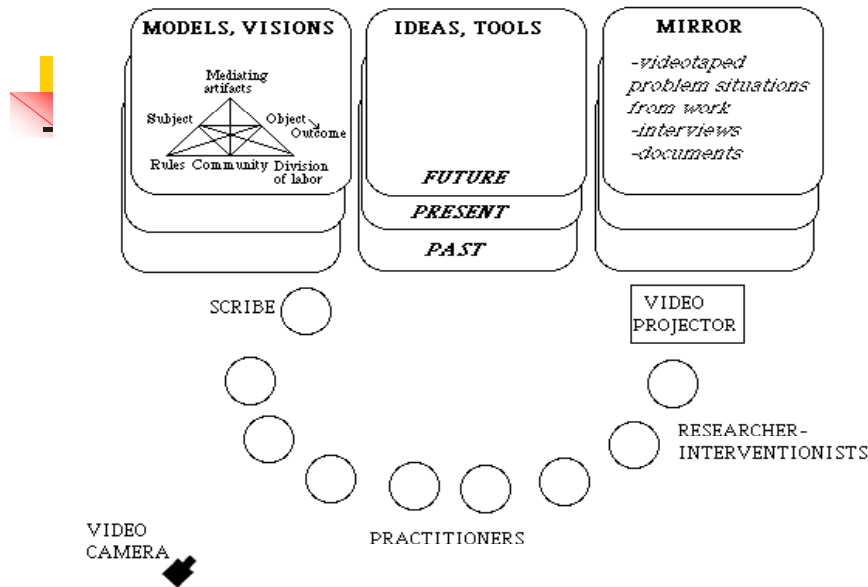 MODELS, VISIONS
Mediating
artifacts
Subject
Object
Outcome
Rules Community Division
of labor
IDEAS, TOOLS
FUTURE
PRESENT
PAST
MIRROR
-videotaped
problem situations
from work
-interviews
-documents
SCRIBE
VIDEO
PROJECTOR
RESEARCHER-
INTERVENTIONISTS
PRACTITIONERS
VIDEO
CAMERA